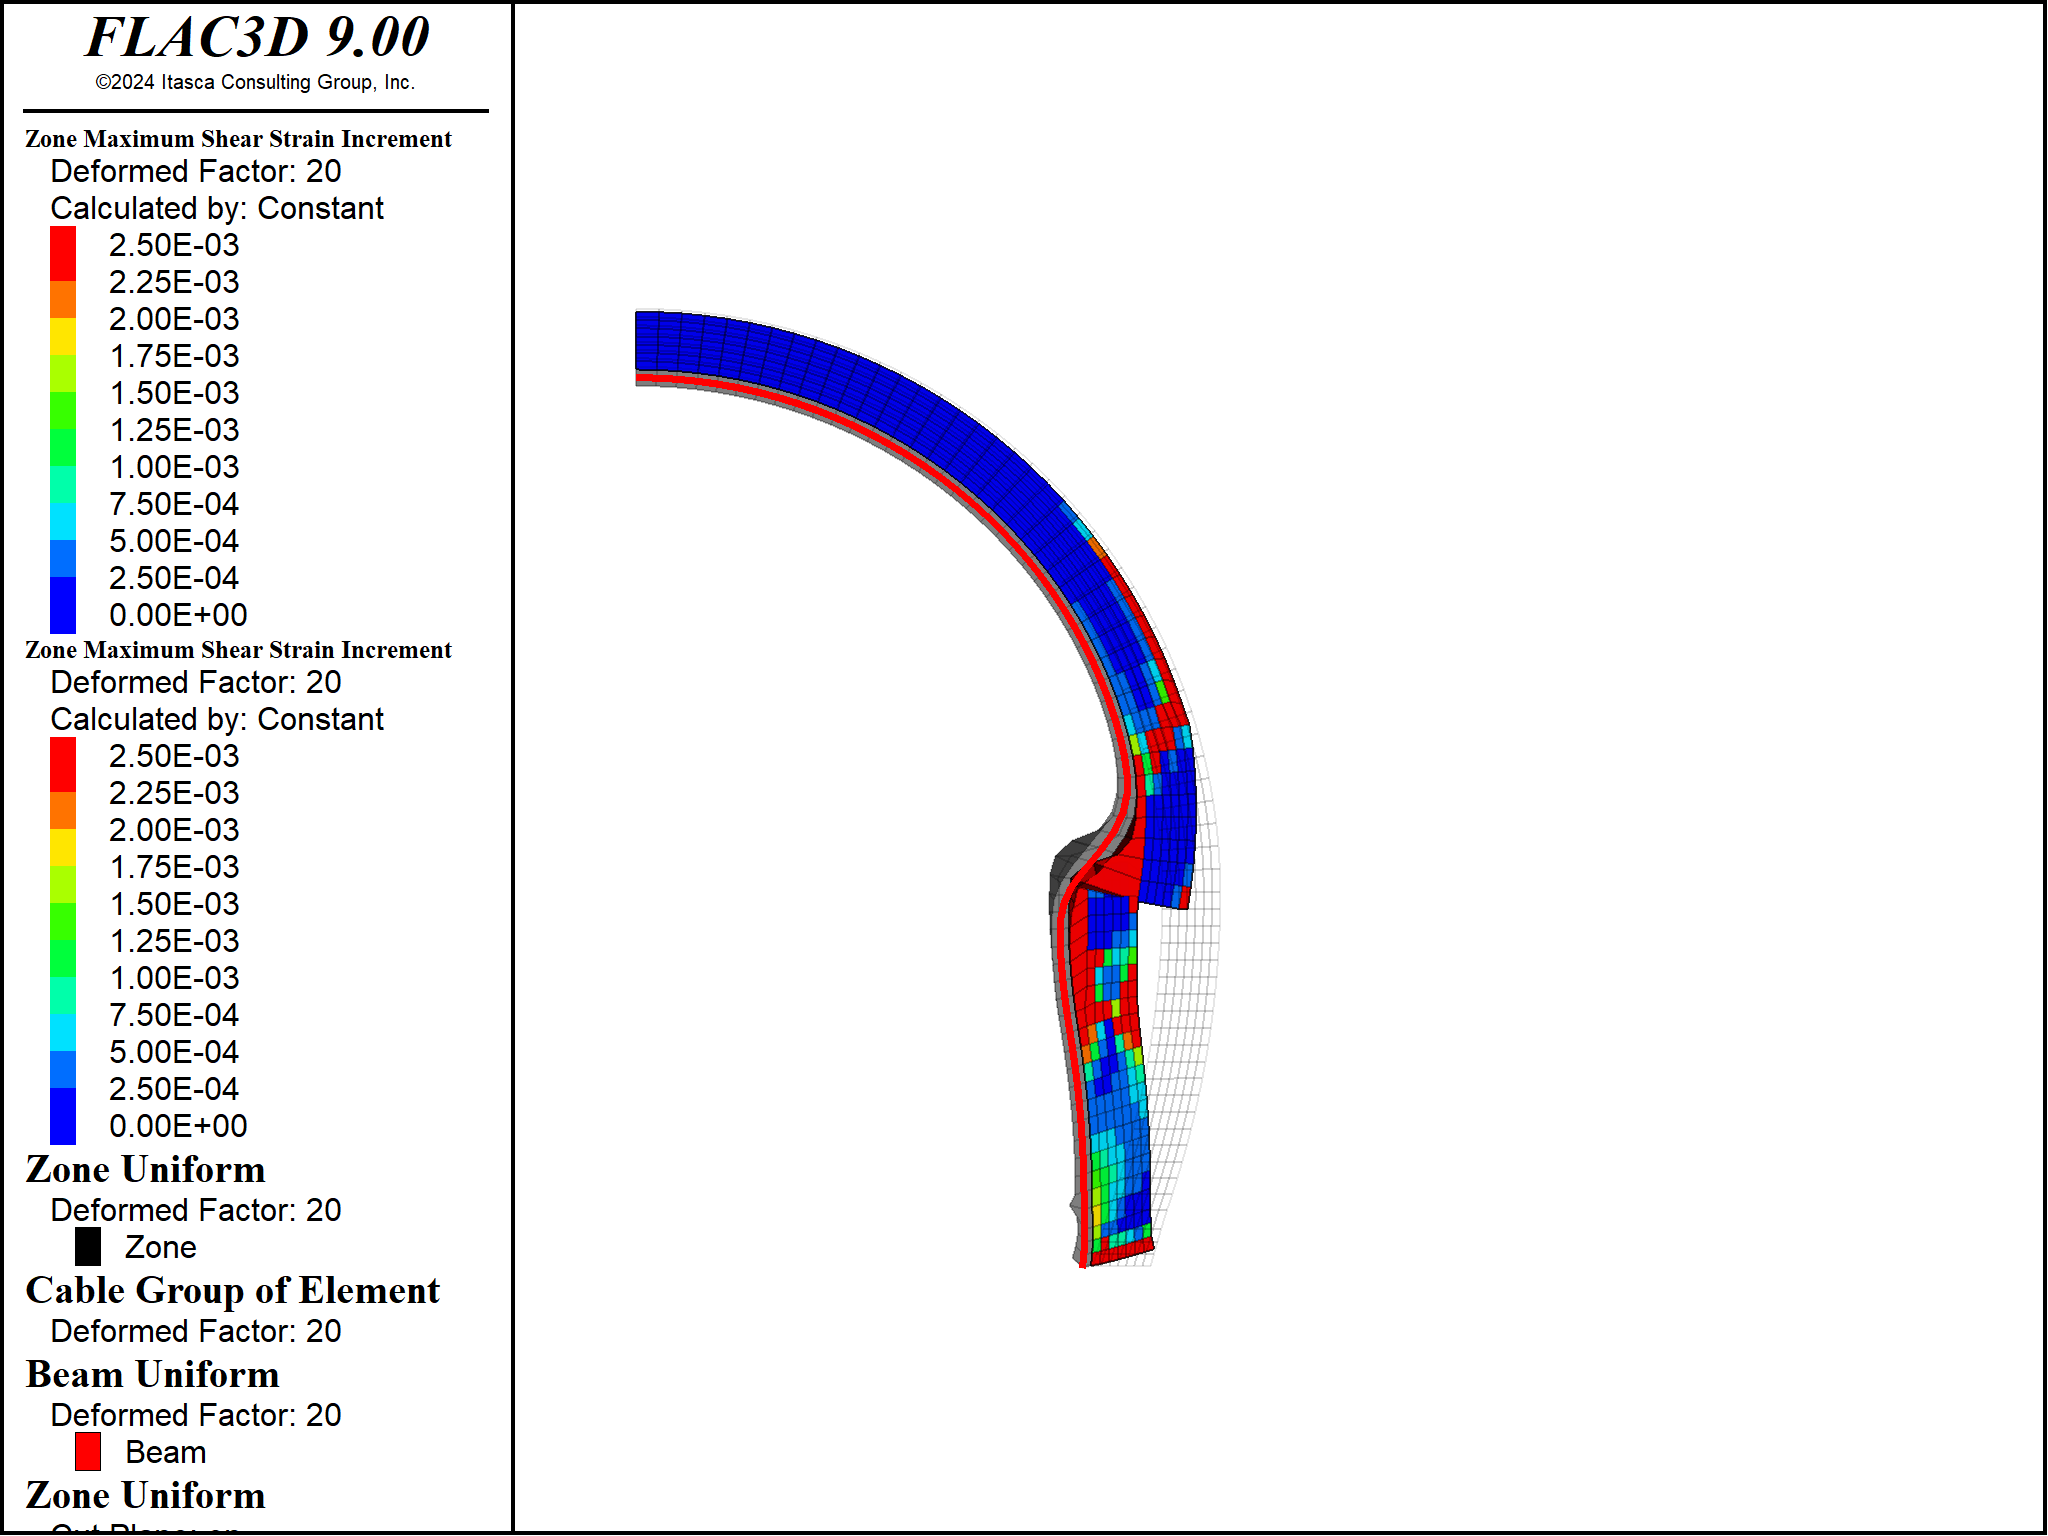 FLAC3D 9.00
©2024 Itasca Consulting Group, Inc.
Zone Maximum Shear Strain Increment
Deformed Factor: 20
Calculated by: Constant
2.50E-03
2.25E-03
2.00E-03
1.75E-03
1.50E-03
1.25E-03
1.00E-03
7.50E-04
5.00E-04
2.50E-04
0.00E+00
Zone Maximum Shear Strain Increment
Deformed Factor: 20
Calculated by: Constant
2.50E-03
2.25E-03
2.00E-03
1.75E-03
1.50E-03
1.25E-03
1.00E-03
7.50E-04
5.00E-04
2.50E-04
0.00E+00
Zone Uniform
Deformed Factor: 20
Zone
Cable Group of Element
Deformed Factor: 20
Beam Uniform
Deformed Factor: 20
Beam
Zone Uniform